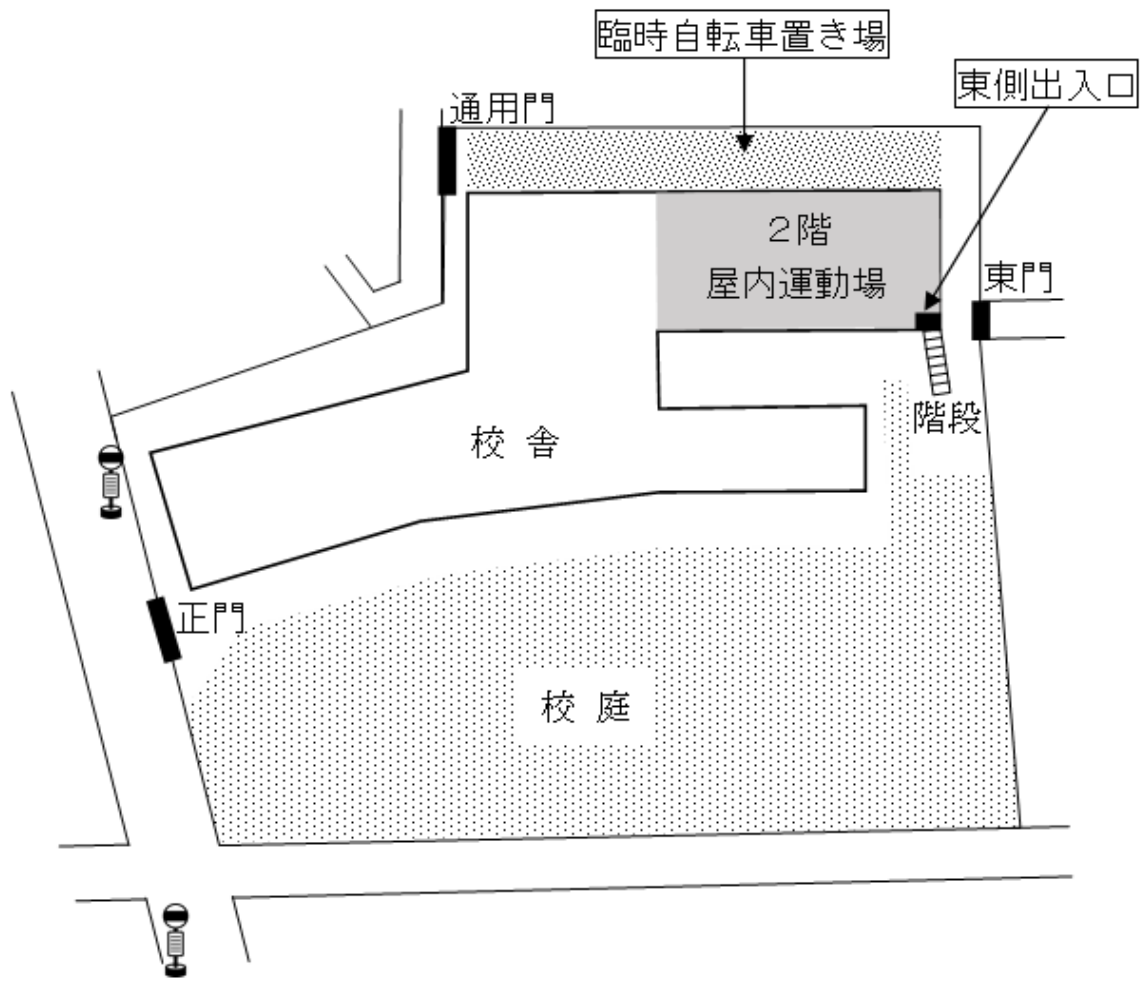 臨時自転車置き場
東側出入口
通用門
２階
屋内運動場
東門
階段
校舎
正門
校庭